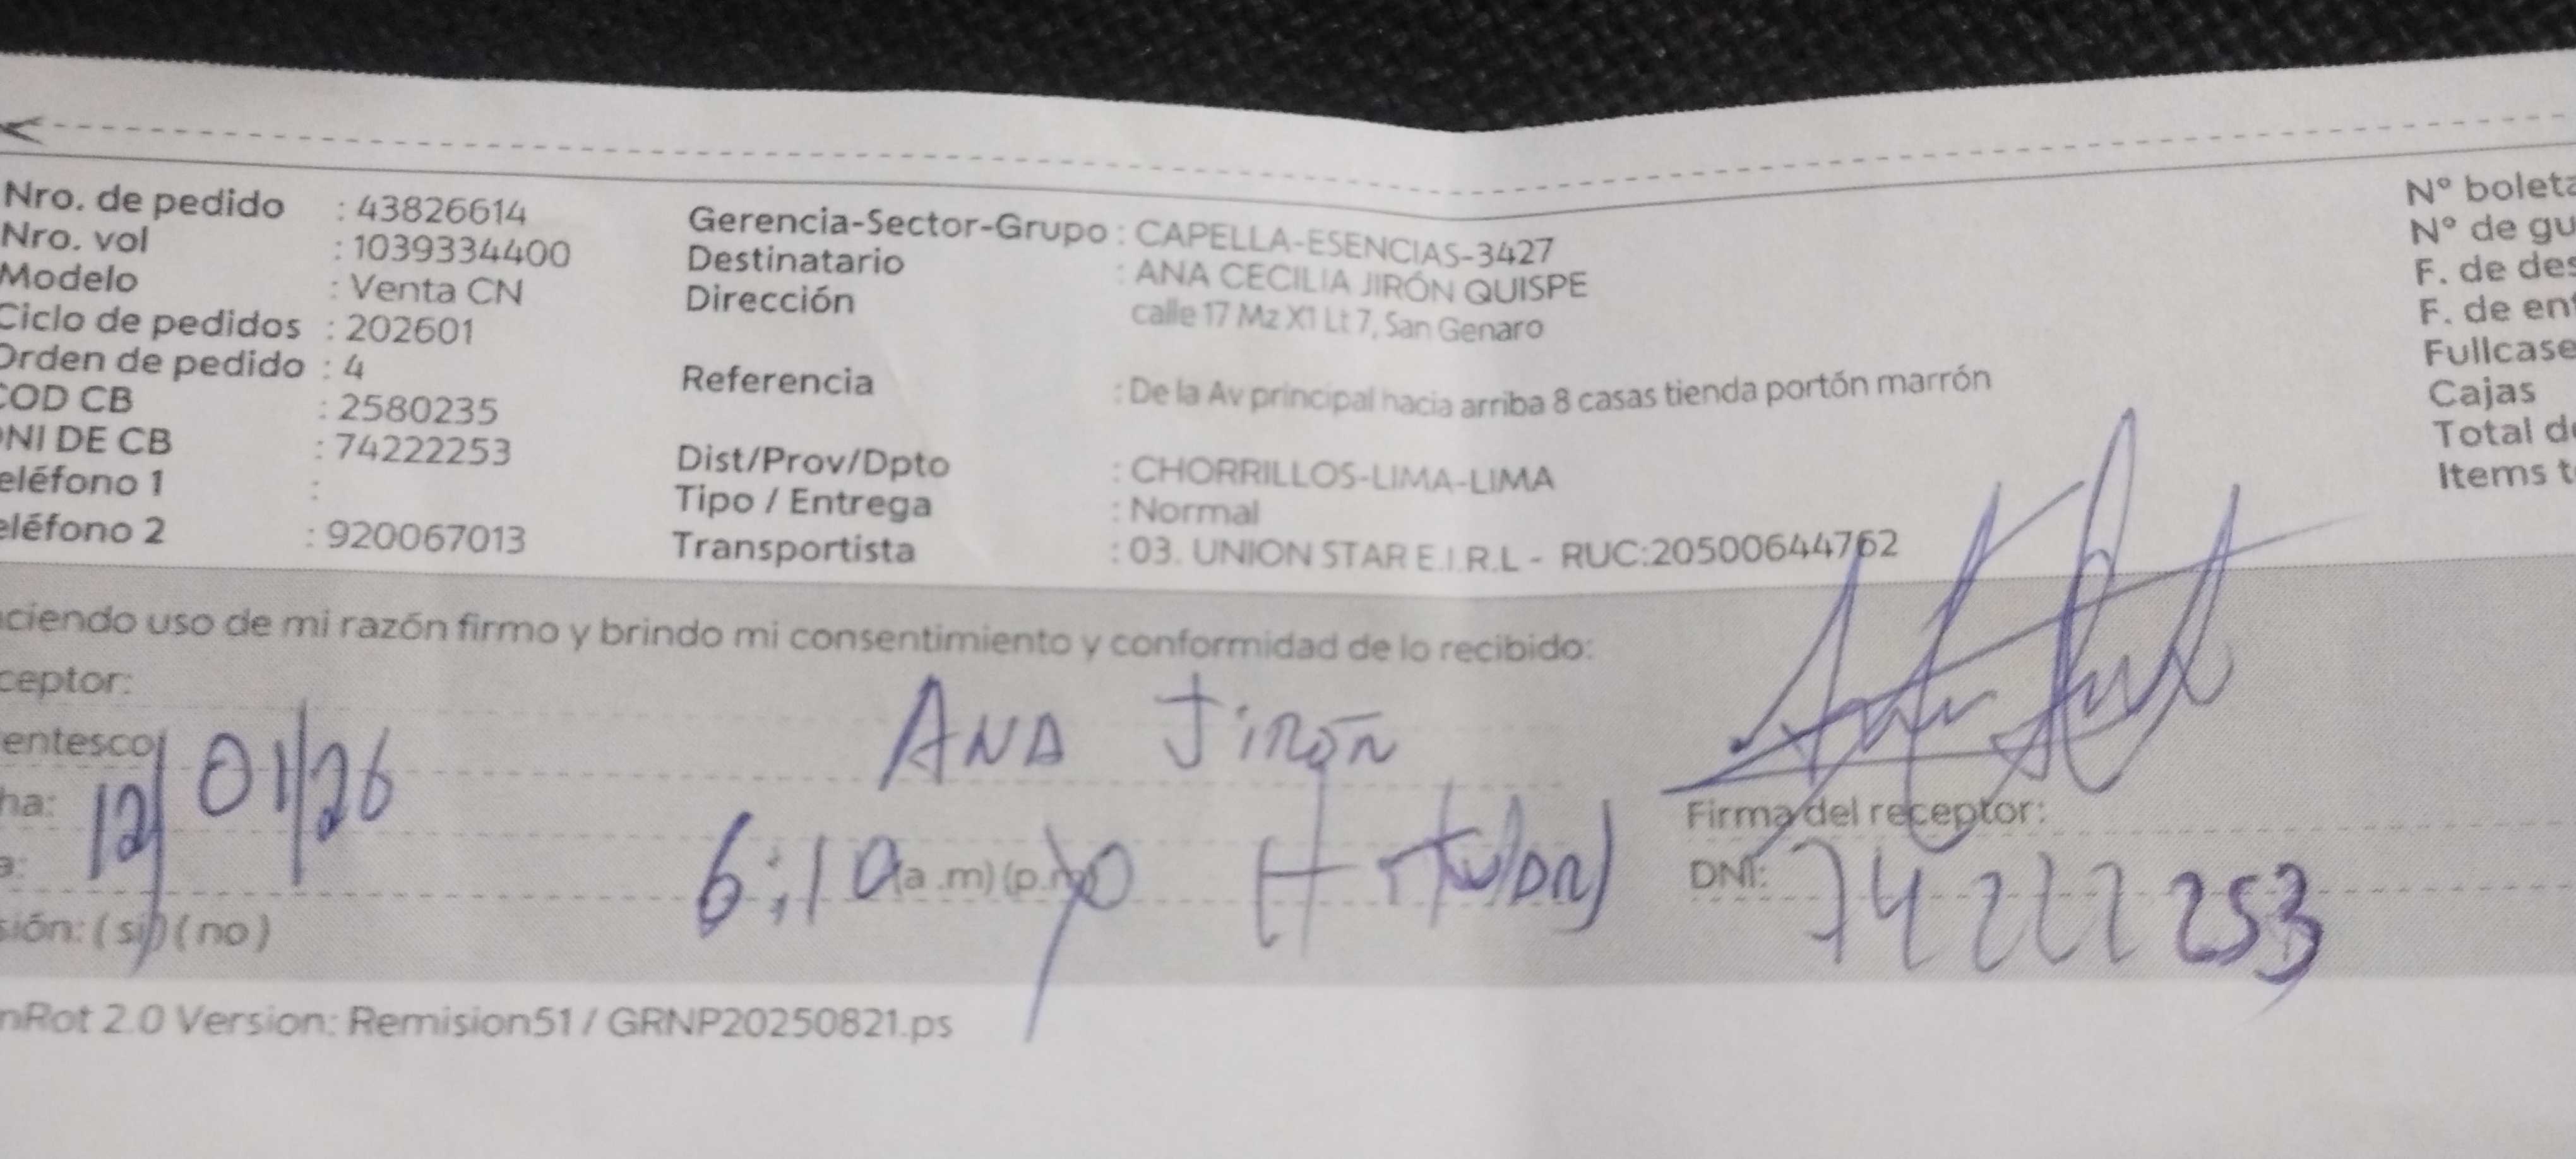 Nro. de pedido : 43826614
Nro. vol : 1039334400
Modelo : Venta CN
Ciclo de pedidos : 202601
Orden de pedido : 4
COD CB : 2580235
DNI DE CB : 74222253
eléfono 1 :
eléfono 2 : 920067013
Gerencia-Sector-Grupo : CAPELLA-ESENCIAS-3427
Destinatario : ANA CECILIA JIRÓN QUISPE
Dirección : calle 17 Mz X1 Lt 7, San Genaro
Referencia : De la Av principal hacia arriba 8 casas tienda portón marrón
Dist/Prov/Dpto : CHORRILLOS-LIMA-LIMA
Tipo / Entrega : Normal
Transportista : 03. UNION STAR E.I.R.L - RUC:20500644762
N° boleta
N° de gu
F. de des
F. de ent
Fullcase
Cajas
Total de
Items t
ciendo uso de mi razón firmo y brindo mi consentimiento y conformidad de lo recibido:
ceptor: ANA Jirón
entesco
ha: 12/01/26
a: 6:10 (a .m) (p.m)
sión: ( si ) ( no )
Firma del receptor:
DNI: 74222253
nRot 2.0 Version: Remision51 / GRNP20250821.ps